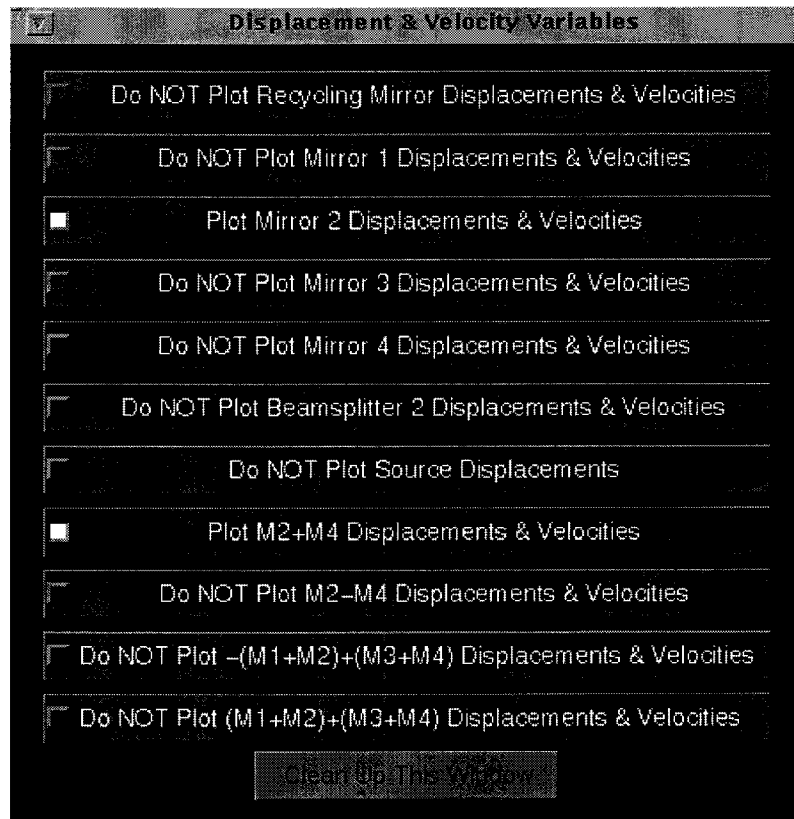 Displacement & Velocity Variables
Do NOT Plot Recycling Mirror Displacements & Velocities
Do NOT Plot Mirror 1 Displacements & Velocities
Plot Mirror 2 Displacements & Velocities
Do NOT Plot Mirror 3 Displacements & Velocities
Do NOT Plot Mirror 4 Displacements & Velocities
Do NOT Plot Beamsplitter 2 Displacements & Velocities
Do NOT Plot Source Displacements
Plot M2+M4 Displacements & Velocities
Do NOT Plot M2-M4 Displacements & Velocities
Do NOT Plot -(M1+M2)+(M3+M4) Displacements & Velocities
Do NOT Plot (M1+M2)+(M3+M4) Displacements & Velocities
Clean Up This Window